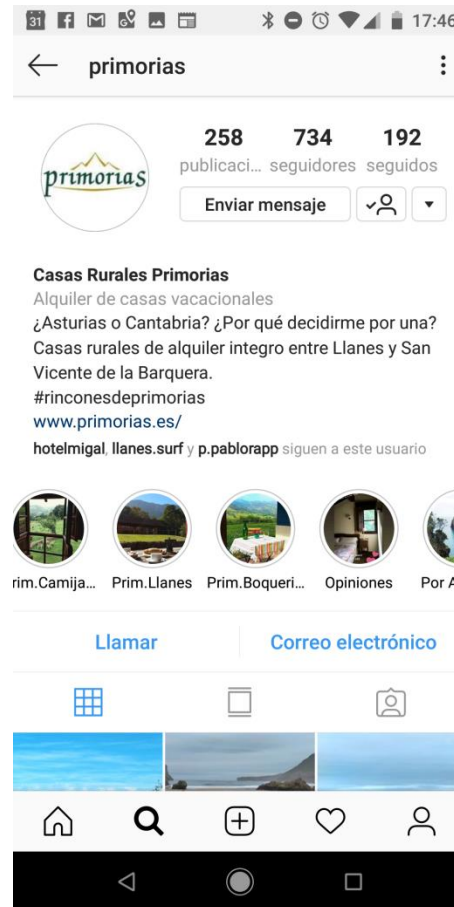 31 17:46
primorias
primorias
258 734 192
publicaci... seguidores seguidos
Enviar mensaje
Casas Rurales Primorias
Alquiler de casas vacacionales
¿Asturias o Cantabria? ¿Por qué decidirme por una?
Casas rurales de alquiler integro entre Llanes y San
Vicente de la Barquera.
#rinconesdeprimorias
www.primorias.es/
hotelmigal, llanes.surf y p.pablorapp siguen a este usuario
rim.Camija... Prim.Llanes Prim.Boqueri... Opiniones Por A
Llamar Correo electrónico